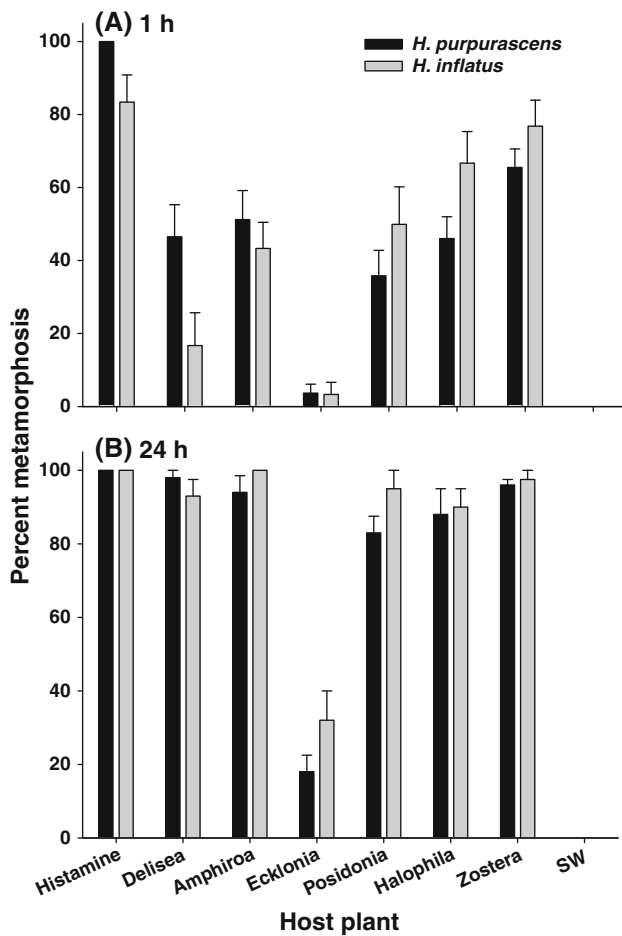 (A) 1 h
H. purpurascens
H. inflatus
100
80
60
40
20
0
Percent metamorphosis
(B) 24 h
100
80
60
40
20
0
Histamine
Delisea
Amphiroa
Ecklonia
Posidonia
Halophila
Zostera
SW
Host plant